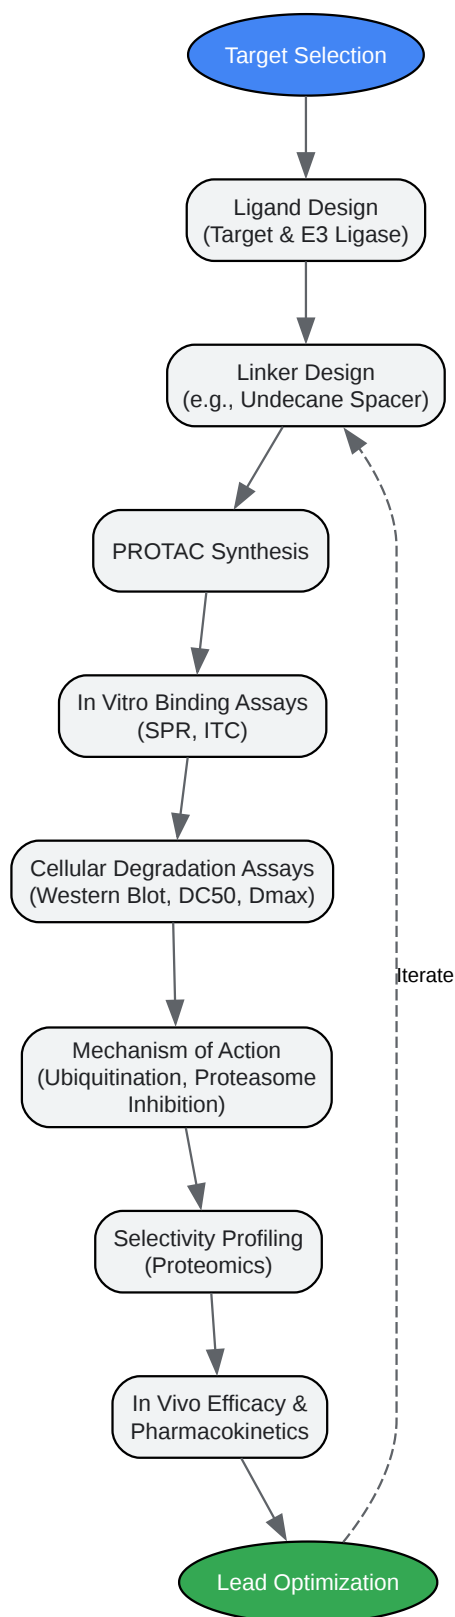 Target Selection
Ligand Design
(Target & E3 Ligase)
Linker Design
(e.g., Undecane Spacer)
PROTAC Synthesis
In Vitro Binding Assays
(SPR, ITC)
Cellular Degradation Assays
(Western Blot, DC50, Dmax)
Iterate
Mechanism of Action
(Ubiquitination, Proteasome
Inhibition)
Selectivity Profiling
(Proteomics)
In Vivo Efficacy &
Pharmacokinetics
Lead Optimization